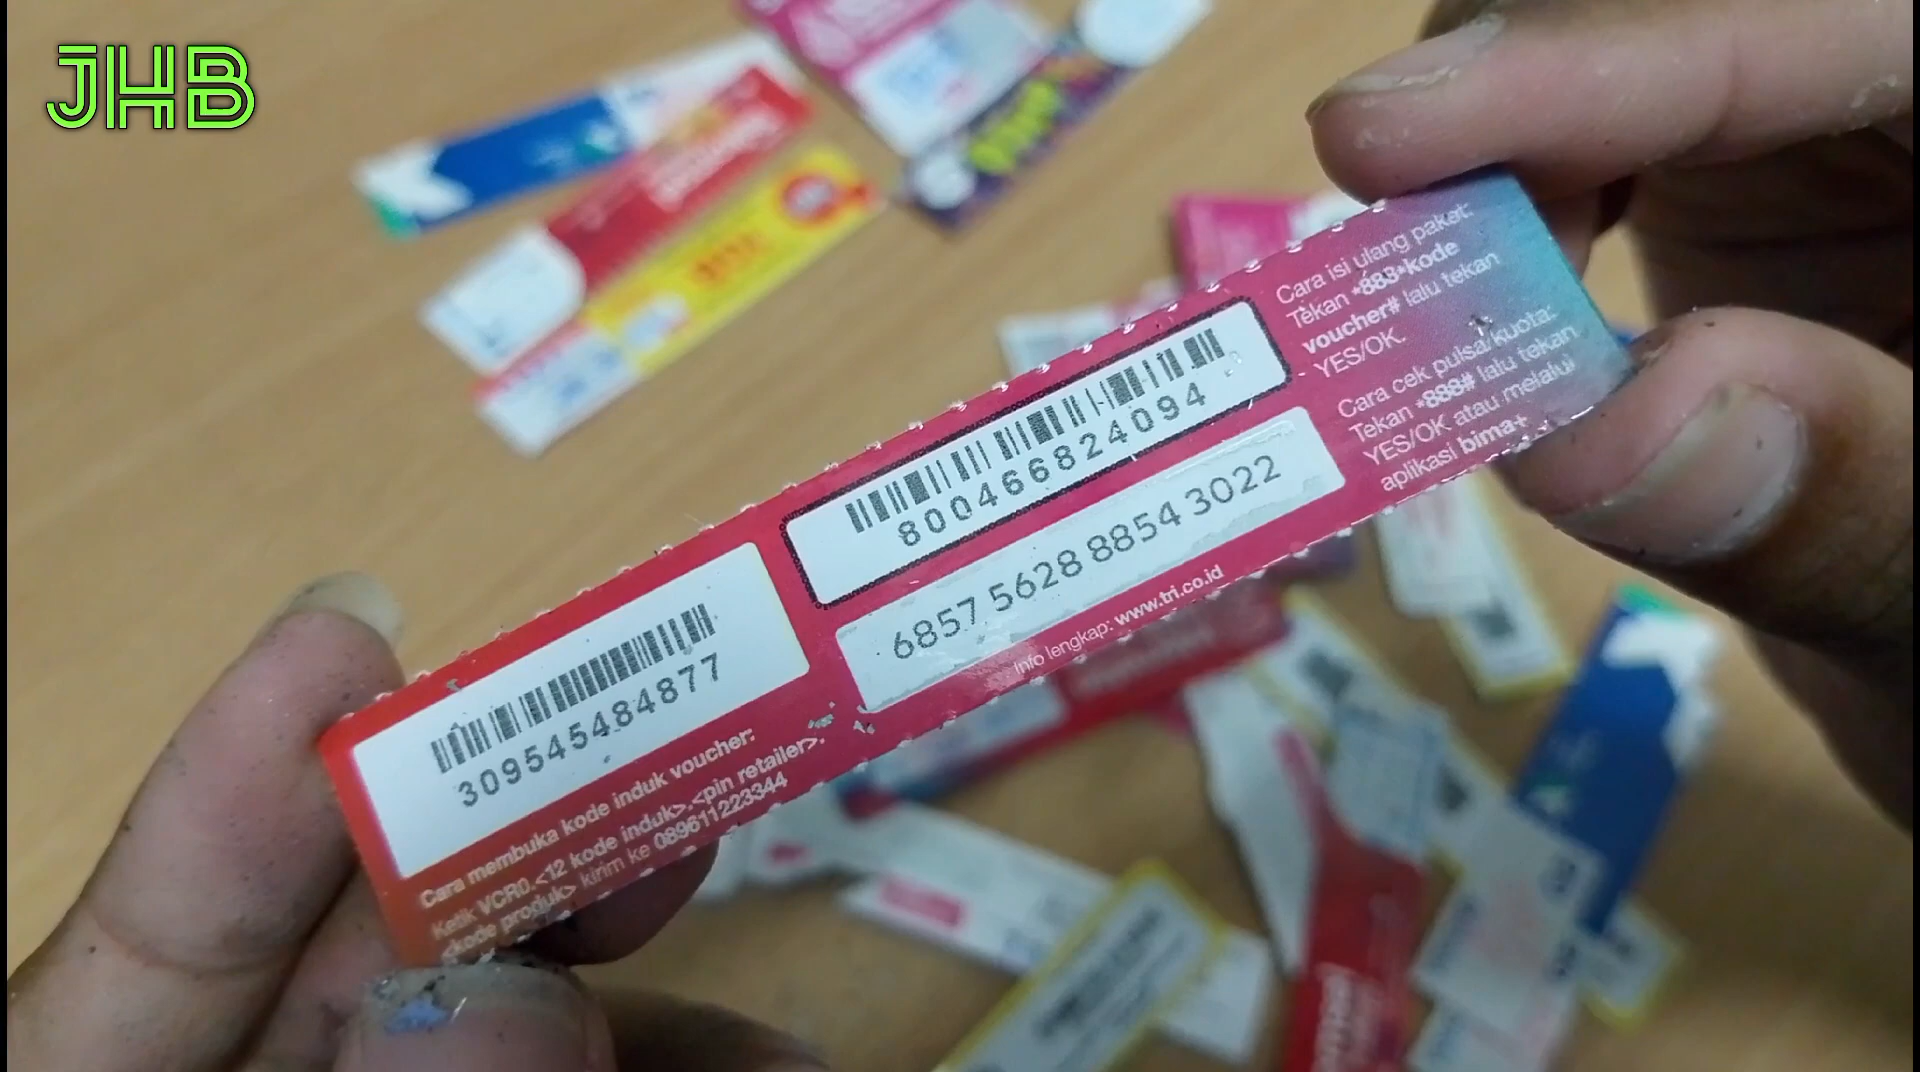 JHB
309545484877
Cara membuka kode induk voucher:
Ketik VCR0.<12 kode induk>.<pin retailer>.
<kode produk> kirim ke 089611223344
800466824094
6857 5628 8854 3022
Info lengkap: www.tri.co.id
Cara isi ulang paket:
Tekan *883*kode
voucher# lalu tekan
YES/OK.
Cara cek pulsa/kuota:
Tekan *888# lalu tekan
YES/OK atau melalui
aplikasi bima+